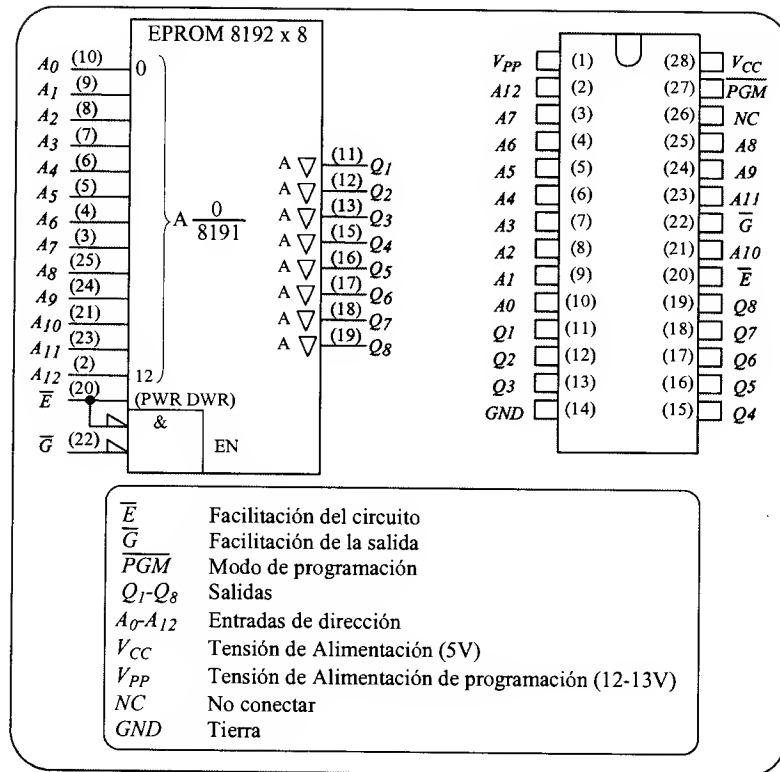 EPROM 8192 x 8
A0 (10) 0
A1 (9)
A2 (8)
A3 (7)
A4 (6)
A5 (5)
A6 (4)
A7 (3)
A8 (25)
A9 (24)
A10 (21)
A11 (23)
A12 (2) 12
A 0/8191
E̅ (20) (PWR DWR)
&
G̅ (22) EN
A ▽ (11) Q1
A ▽ (12) Q2
A ▽ (13) Q3
A ▽ (15) Q4
A ▽ (16) Q5
A ▽ (17) Q6
A ▽ (18) Q7
A ▽ (19) Q8
VPP (1) (28) VCC
A12 (2) (27) P̅G̅M̅
A7 (3) (26) NC
A6 (4) (25) A8
A5 (5) (24) A9
A4 (6) (23) A11
A3 (7) (22) G̅
A2 (8) (21) A10
A1 (9) (20) E̅
A0 (10) (19) Q8
Q1 (11) (18) Q7
Q2 (12) (17) Q6
Q3 (13) (16) Q5
GND (14) (15) Q4
E̅ Facilitación del circuito
G̅ Facilitación de la salida
P̅G̅M̅ Modo de programación
Q1-Q8 Salidas
A0-A12 Entradas de dirección
VCC Tensión de Alimentación (5V)
VPP Tensión de Alimentación de programación (12-13V)
NC No conectar
GND Tierra